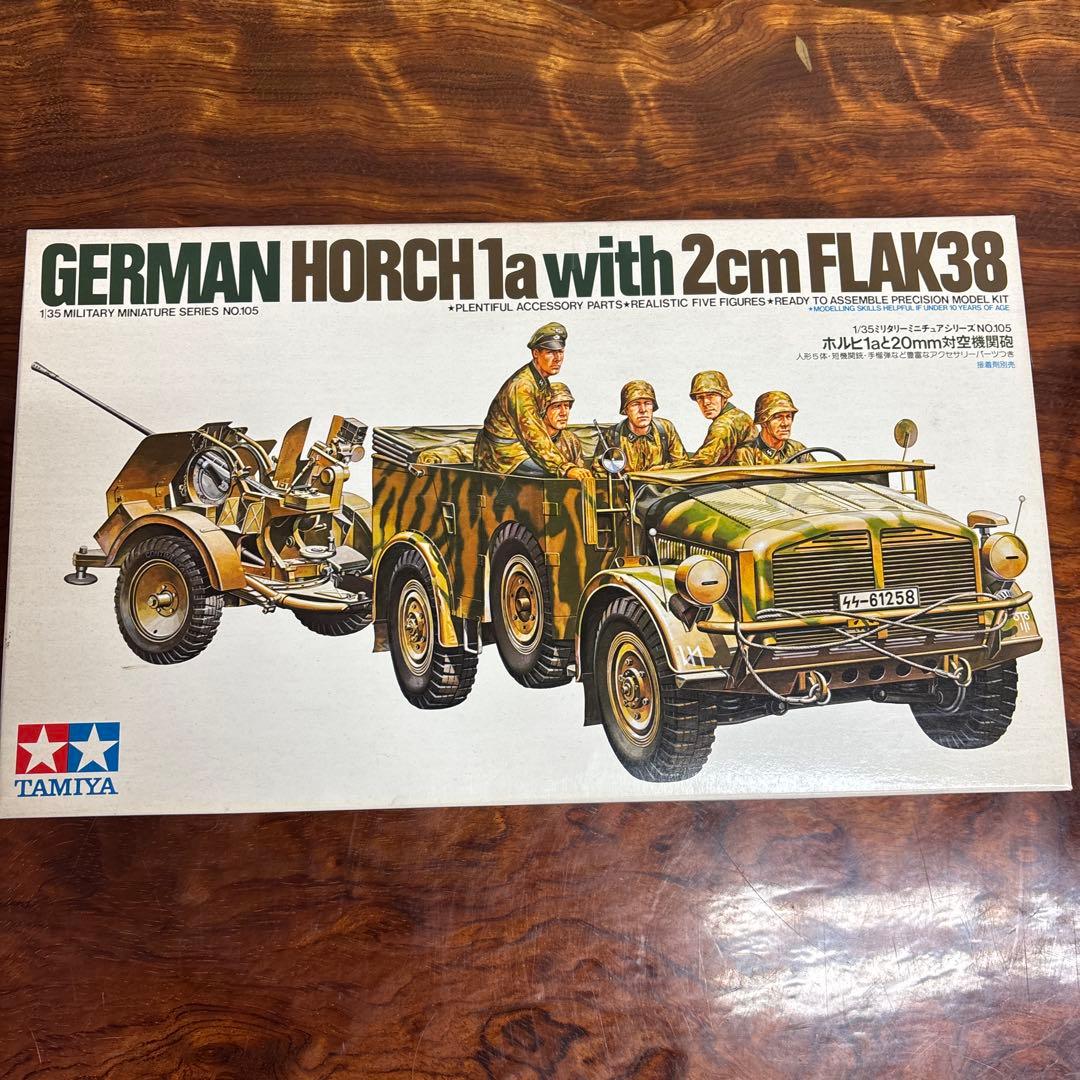 GERMAN HORCH 1a with 2cm FLAK38
1/35 MILITARY MINIATURE SERIES NO.105
★PLENTIFUL ACCESSORY PARTS★REALISTIC FIVE FIGURES★READY TO ASSEMBLE PRECISION MODEL KIT
★MODELLING SKILLS HELPFUL IF UNDER 10 YEARS OF AGE
1/35ミリタリーミニチュアシリーズ NO.105
ホルヒ1aと20mm対空機関砲
人形5体・短機関銃・手榴弾など豊富なアクセサリーパーツつき
接着剤別売
ϟϟ-61258
TAMIYA